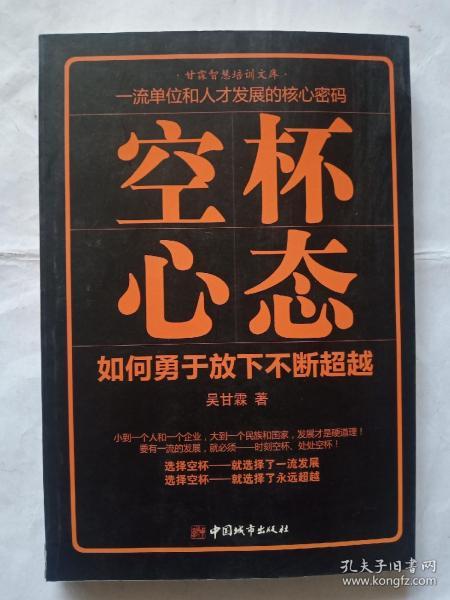 ·甘霖智慧培训文库·
一流单位和人才发展的核心密码
空杯
心态
如何勇于放下不断超越
吴甘霖 著
小到一个人和一个企业，大到一个民族和国家，发展才是硬道理！
要有一流的发展，就必须——时刻空杯、处处空杯！
选择空杯——就选择了一流发展
选择空杯——就选择了永远超越
中国城市出版社
孔夫子旧书网
www.kongfz.com